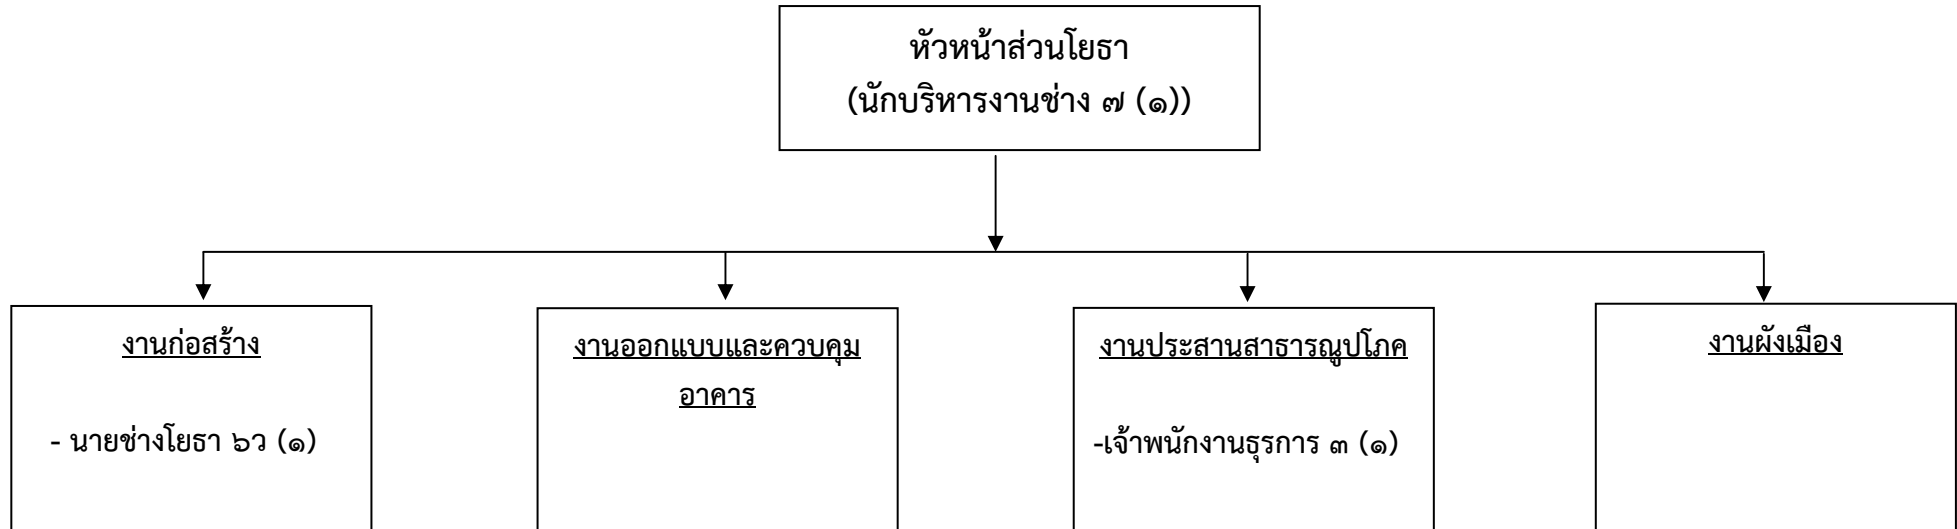 หัวหน้าส่วนโยธา
(นักบริหารงานช่าง ๗ (๑))
งานก่อสร้าง
- นายช่างโยธา ๖ว (๑)
งานออกแบบและควบคุม
อาคาร
งานประสานสาธารณูปโภค
-เจ้าพนักงานธุรการ ๓ (๑)
งานผังเมือง